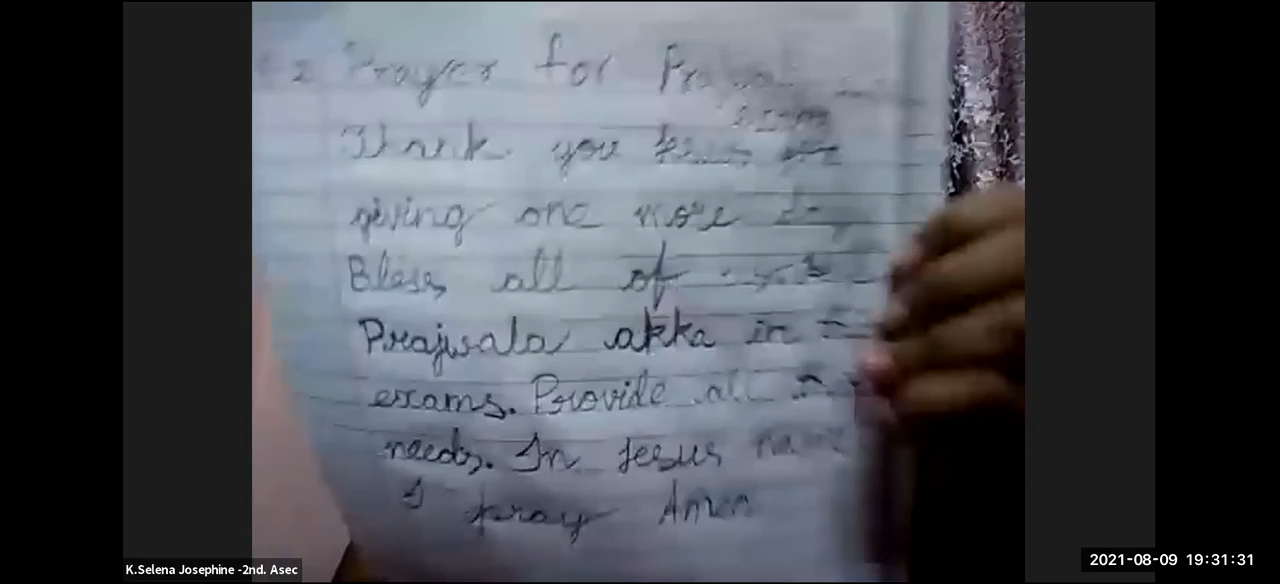 Prayer for
Thank you
giving one more
Bless all of
Prajwala akka in
exams. Provide all
needs. In Jesus name
I pray Amen
K.Selena Josephine -2nd. Asec
2021-08-09 19:31:31